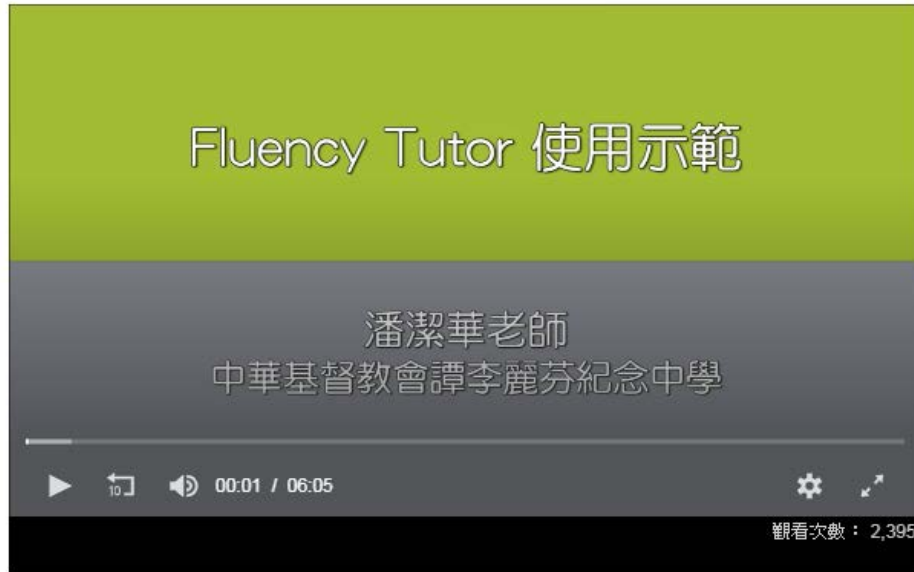 Fluency Tutor 使用示範
潘潔華老師
中華基督教會譚李麗芬紀念中學
10
00:01 / 06:05
觀看次數： 2,395